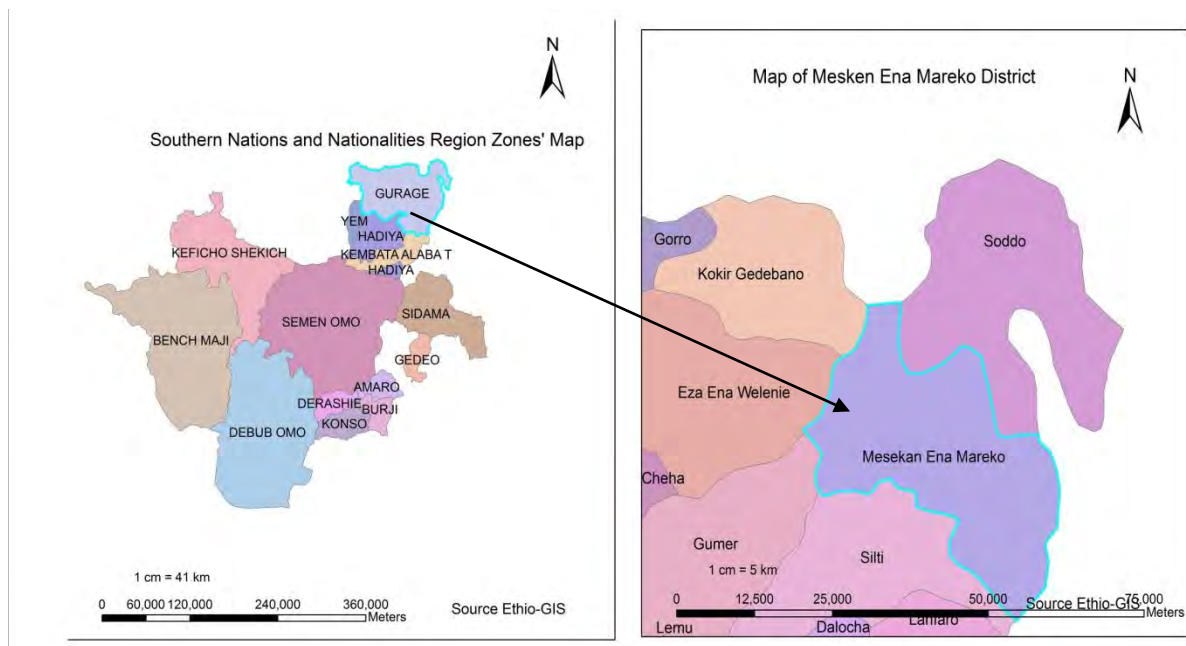 N
Southern Nations and Nationalities Region Zones' Map
GURAGE
YEM
HADIYA
KEFICHO SHEKICH
KEMBATA ALABA T
HADIYA
SEMEN OMO
SIDAMA
BENCH MAJI
GEDEO
AMARO
DERASHIE
BURJI
KONSO
DEBUB OMO
1 cm = 41 km
0 60,000 120,000 240,000 360,000
Meters
Source Ethio-GIS
Map of Mesken Ena Mareko District
N
Gorro
Soddo
Kokir Gedebano
Eza Ena Welenie
Mesekan Ena Mareko
Cheha
Gumer
Silti
1 cm = 5 km
0 12,500 25,000 50,000 75,000
Meters
Source Ethio-GIS
Lemu
Dalocha
Lanfaro